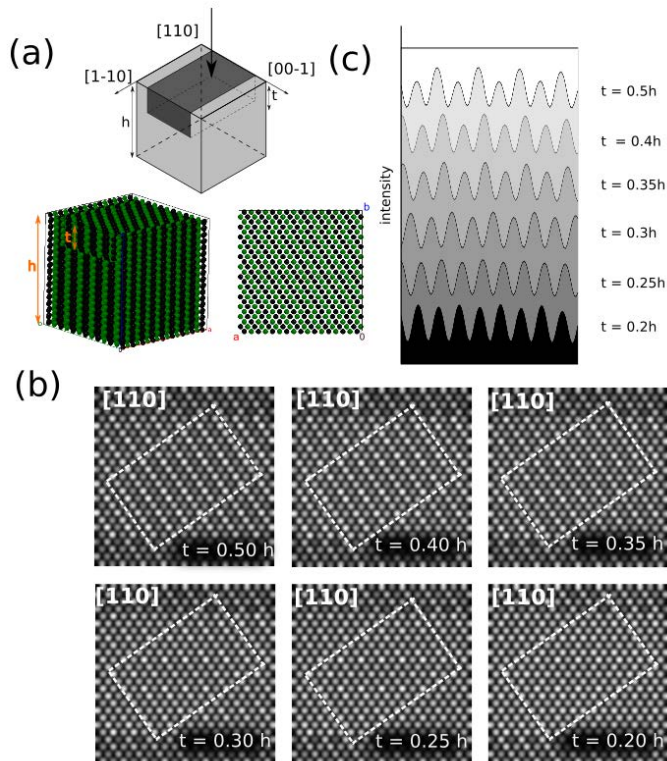 (a)
[110]
[1-10]
[00-1]
h
t
h
t
b
a
0
(c)
intensity
t = 0.5h
t = 0.4h
t = 0.35h
t = 0.3h
t = 0.25h
t = 0.2h
(b)
[110]
t = 0.50 h
[110]
t = 0.40 h
[110]
t = 0.35 h
[110]
t = 0.30 h
[110]
t = 0.25 h
[110]
t = 0.20 h